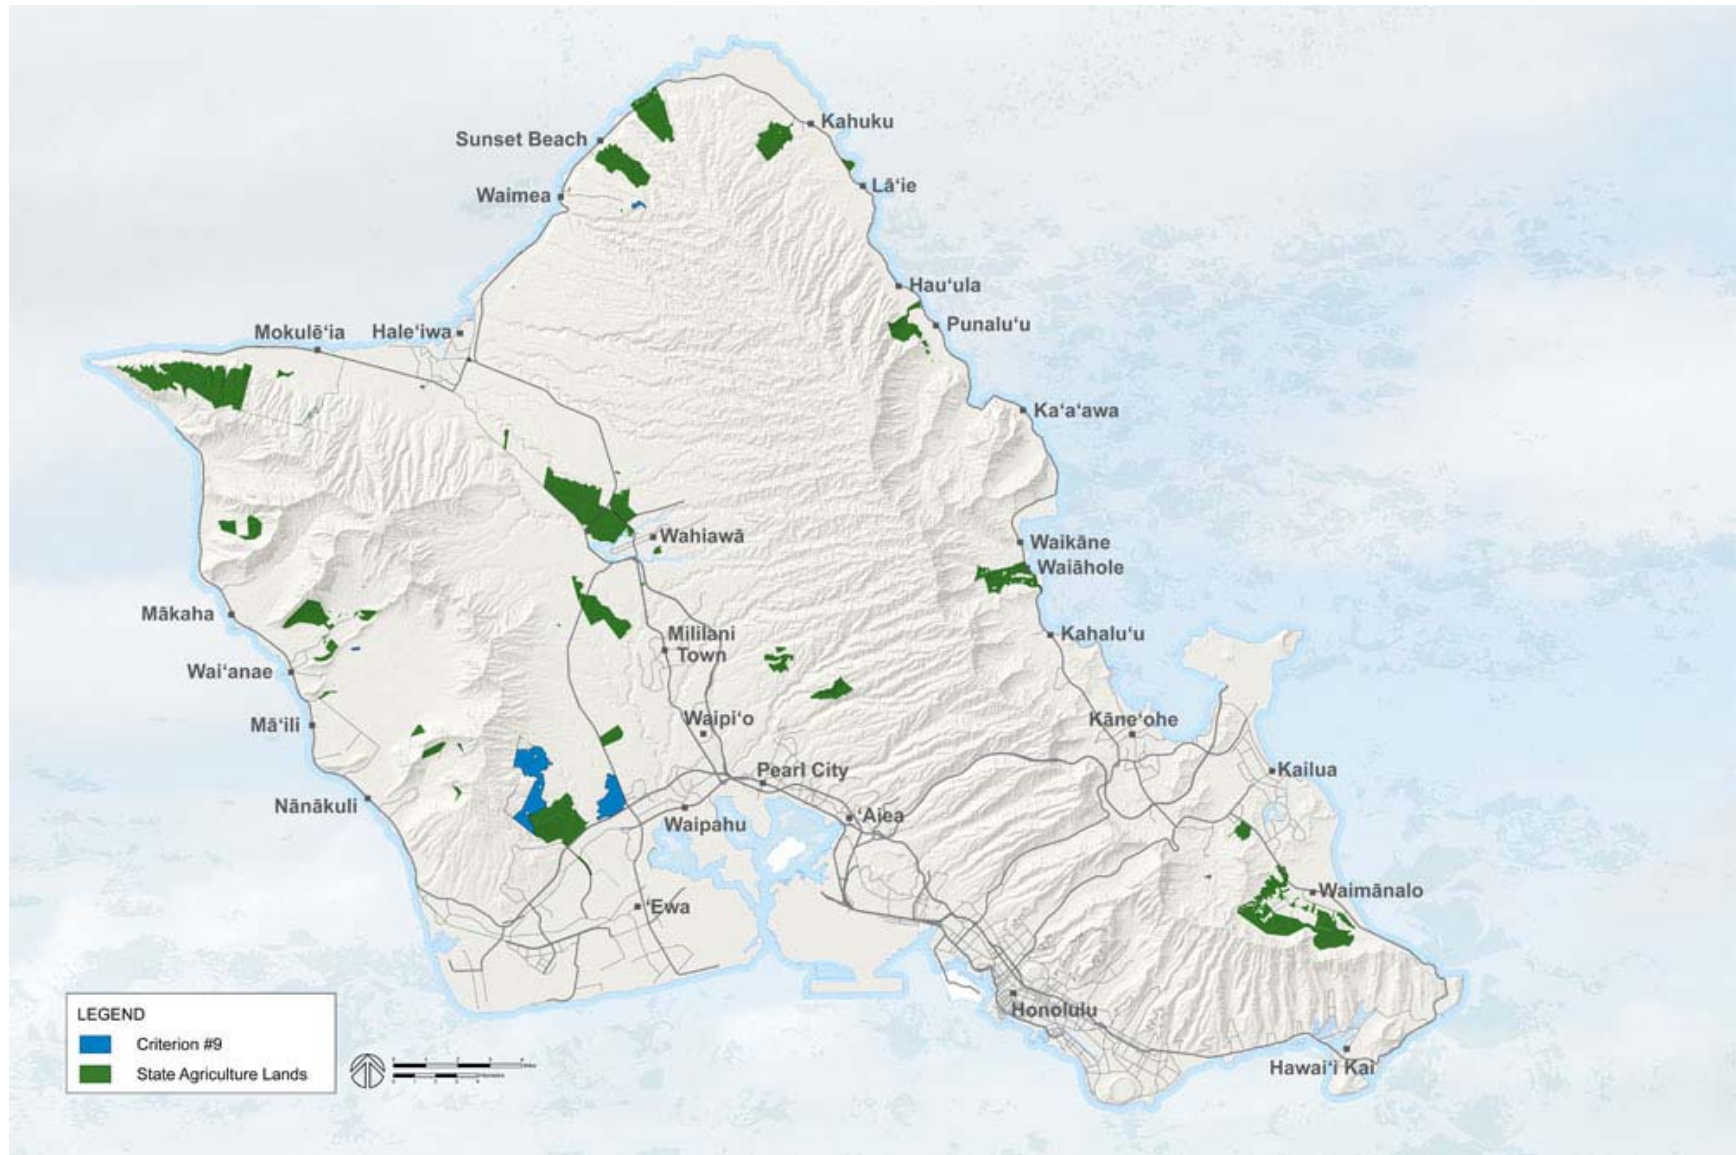 Kahuku
Sunset Beach
Lāʻie
Waimea
Hauʻula
Punaluʻu
Mokulēʻia
Haleʻiwa
Kaʻaʻawa
Wahiawā
Waikāne
Waiāhole
Mākaha
Kahaluʻu
Mililani
Town
Waiʻanae
Māʻili
Waipiʻo
Kāneʻohe
Pearl City
Kailua
Nānākuli
Waipahu
ʻAiea
Waimānalo
ʻEwa
Honolulu
Hawaiʻi Kai
LEGEND
Criterion #9
State Agriculture Lands